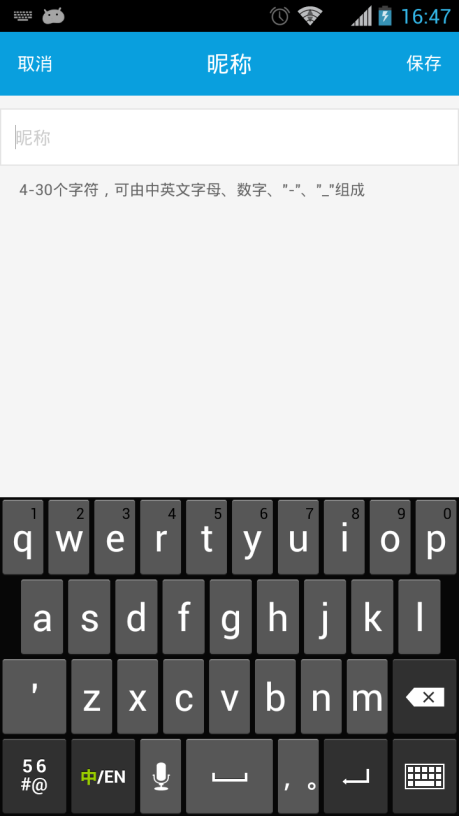 16:47
取消 昵称 保存
昵称
4-30个字符，可由中英文字母、数字、"-"、"_"组成
1 2 3 4 5 6 7 8 9 0
q w e r t y u i o p
a s d f g h j k l
' z x c v b n m
56 #@ 中/EN ，。